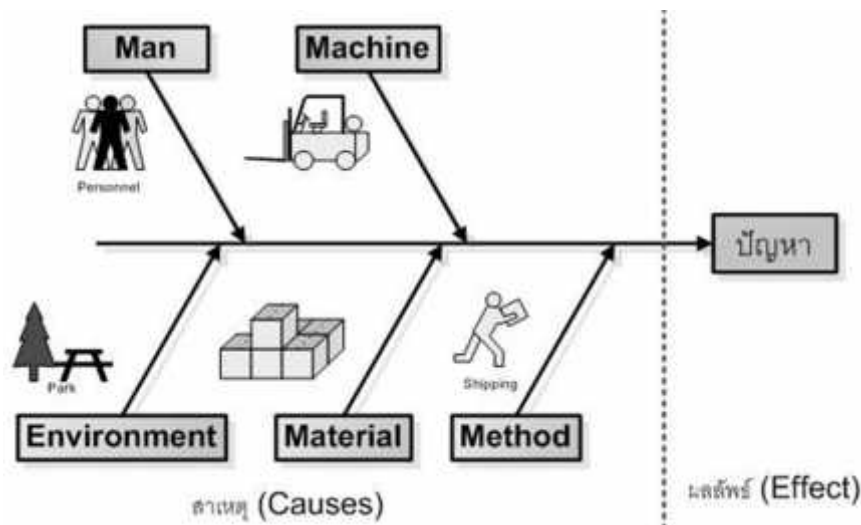 Man
Machine
Personnel
ปัญหา
Park
Shipping
Environment
Material
Method
สาเหตุ (Causes)
ผลลัพธ์ (Effect)